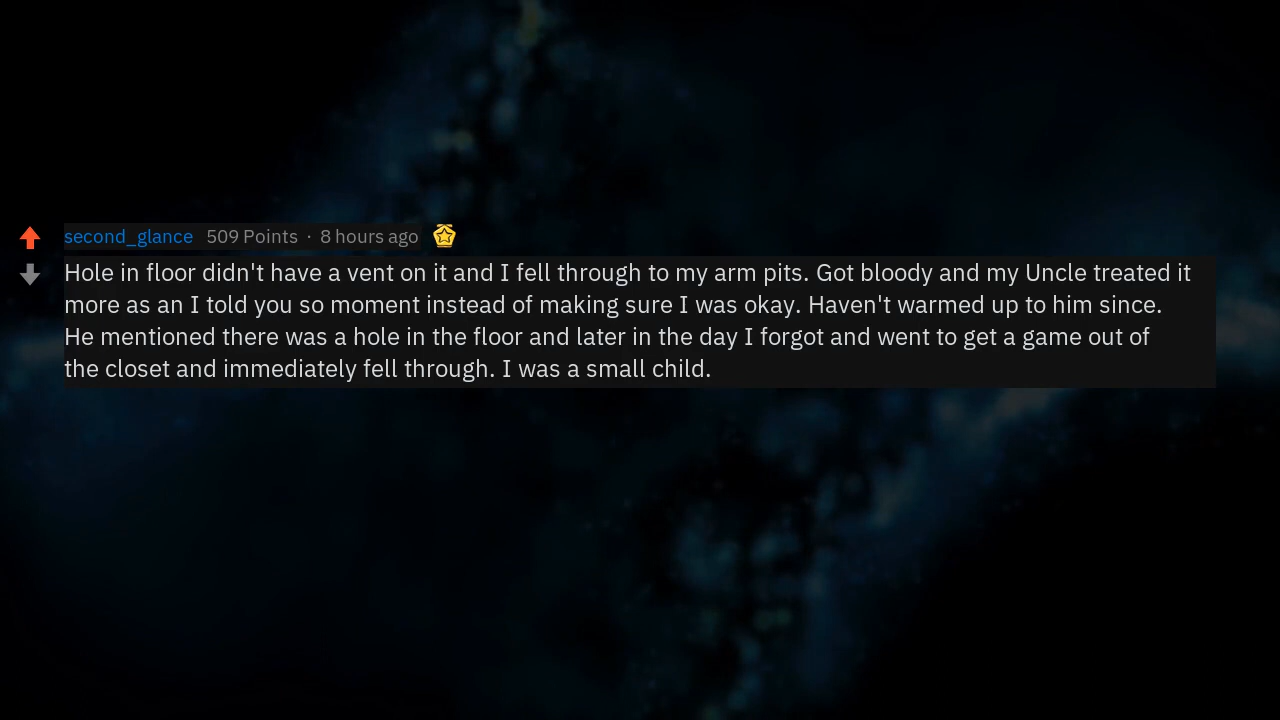 second_glance 509 Points · 8 hours ago
Hole in floor didn't have a vent on it and I fell through to my arm pits. Got bloody and my Uncle treated it
more as an I told you so moment instead of making sure I was okay. Haven't warmed up to him since.
He mentioned there was a hole in the floor and later in the day I forgot and went to get a game out of
the closet and immediately fell through. I was a small child.